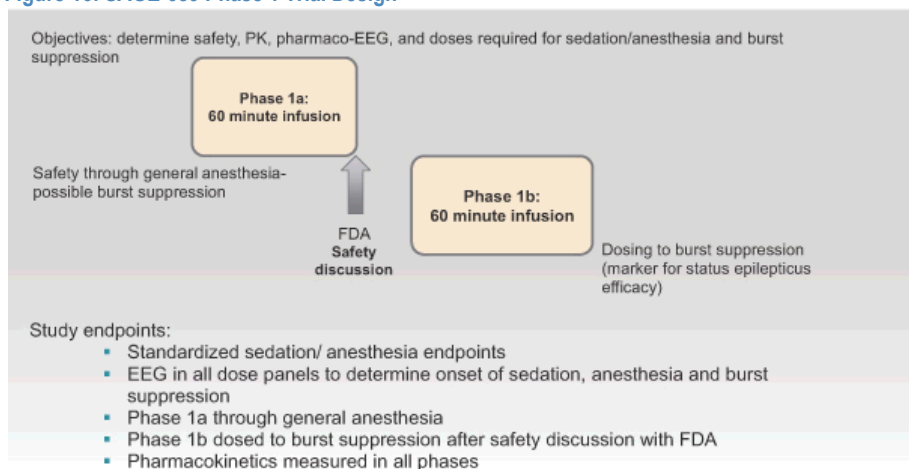 Objectives: determine safety, PK, pharmaco-EEG, and doses required for sedation/anesthesia and burst
suppression
Phase 1a:
60 minute infusion
Safety through general anesthesia-
possible burst suppression
Phase 1b:
60 minute infusion
FDA
Safety
discussion
Dosing to burst suppression
(marker for status epilepticus
efficacy)
Study endpoints:
▪ Standardized sedation/ anesthesia endpoints
▪ EEG in all dose panels to determine onset of sedation, anesthesia and burst
suppression
▪ Phase 1a through general anesthesia
▪ Phase 1b dosed to burst suppression after safety discussion with FDA
▪ Pharmacokinetics measured in all phases